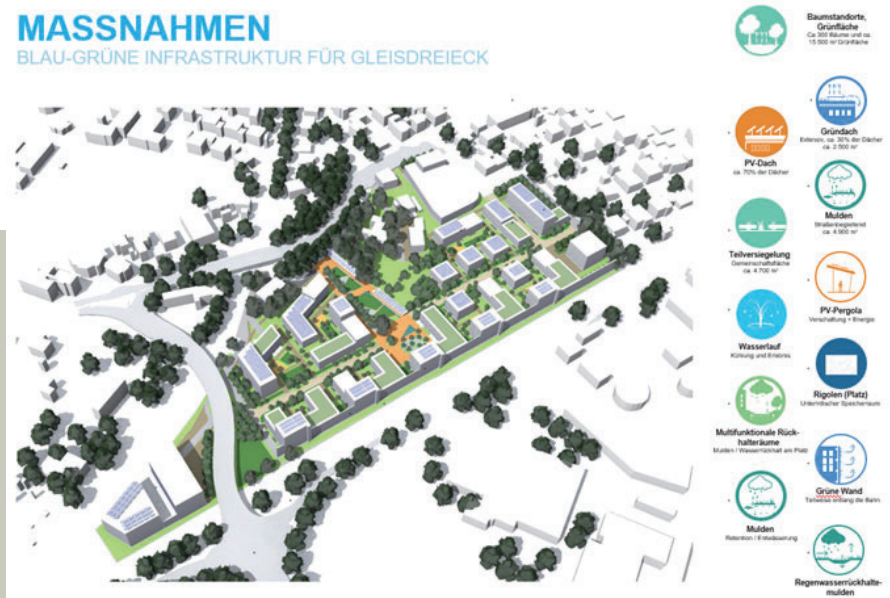 MASSNAHMEN
BLAU-GRÜNE INFRASTRUKTUR FÜR GLEISDREIECK
Baumstandorte,
Grünfläche
Ca 300 Bäume und ca.
15 000 m² Grünfläche
Gründach
Extensiv, ca. 30% der Dächer
ca. 2 500 m²
PV-Dach
ca. 70% der Dächer
Mulden
Straßenbegleitend
ca. 4 900 m²
Teilversiegelung
Gemeinschaftsfläche
ca. 4 700 m²
PV-Pergola
Verschattung + Energie
Wasserlauf
Kühlung und Erlebnis
Rigolen (Platz)
Unterirdischer Speicherraum
Multifunktionale Rück-
halteräume
Mulden / Wasserrückhalt am Platz
Grüne Wand
Teilweise entlang die Bahn
Mulden
Retention / Entwässerung
Regenwasserrückhalte-
mulden